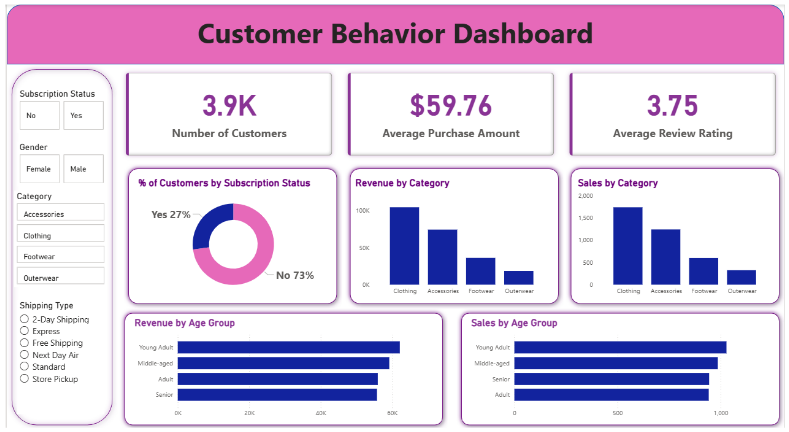 Customer Behavior Dashboard
Subscription Status
No
Yes
Gender
Female
Male
Category
Accessories
Clothing
Footwear
Outerwear
Shipping Type
2-Day Shipping
Express
Free Shipping
Next Day Air
Standard
Store Pickup
3.9K
Number of Customers
$59.76
Average Purchase Amount
3.75
Average Review Rating
% of Customers by Subscription Status
Yes 27%
No 73%
Revenue by Category
100K
50K
0K
Clothing Accessories Footwear Outerwear
Sales by Category
2,000
1,500
1,000
500
0
Clothing Accessories Footwear Outerwear
Revenue by Age Group
Young Adult
Middle-aged
Adult
Senior
0K 20K 40K 60K
Sales by Age Group
Young Adult
Middle-aged
Senior
Adult
0 500 1,000